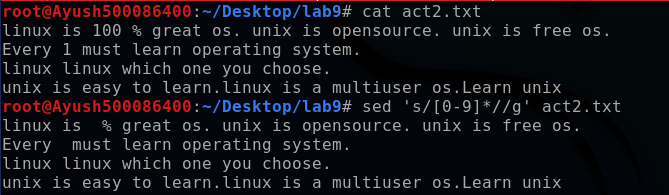 root@Ayush500086400:~/Desktop/lab9# cat act2.txt
linux is 100 % great os. unix is opensource. unix is free os.
Every 1 must learn operating system.
linux linux which one you choose.
unix is easy to learn.linux is a multiuser os.Learn unix
root@Ayush500086400:~/Desktop/lab9# sed 's/[0-9]*//g' act2.txt
linux is  % great os. unix is opensource. unix is free os.
Every  must learn operating system.
linux linux which one you choose.
unix is easy to learn.linux is a multiuser os.Learn unix